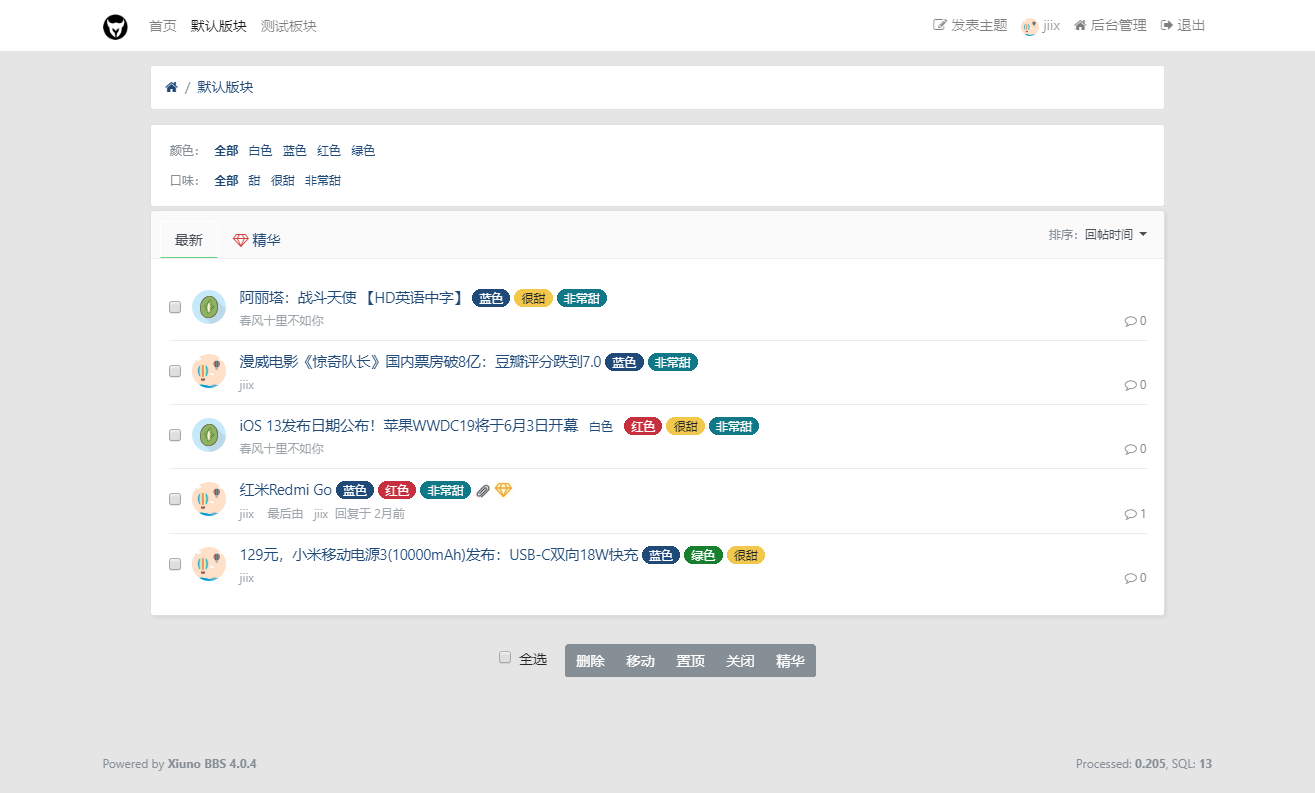 首页 默认版块 测试板块 发表主题 jiix 后台管理 退出
/ 默认版块
颜色： 全部 白色 蓝色 红色 绿色
口味： 全部 甜 很甜 非常甜
最新 精华 排序：回帖时间
阿丽塔：战斗天使 【HD英语中字】 蓝色 很甜 非常甜
春风十里不如你 0
漫威电影《惊奇队长》国内票房破8亿：豆瓣评分跌到7.0 蓝色 非常甜
jiix 0
iOS 13发布日期公布！苹果WWDC19将于6月3日开幕 白色 红色 很甜 非常甜
春风十里不如你 0
红米Redmi Go 蓝色 红色 非常甜
jiix 最后由 jiix 回复于 2月前 1
129元，小米移动电源3(10000mAh)发布：USB-C双向18W快充 蓝色 绿色 很甜
jiix 0
全选 删除 移动 置顶 关闭 精华
Powered by Xiuno BBS 4.0.4 Processed: 0.205, SQL: 13